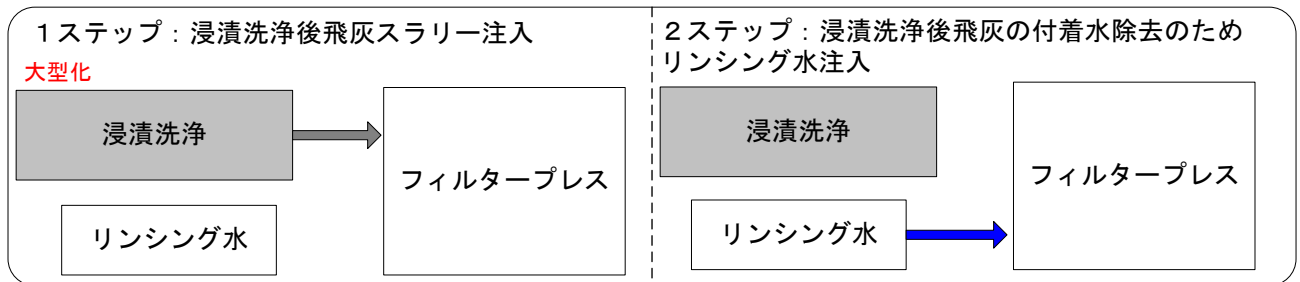 1ステップ：浸漬洗浄後飛灰スラリー注入
大型化
浸漬洗浄
フィルタープレス
リンシング水
2ステップ：浸漬洗浄後飛灰の付着水除去のため
リンシング水注入
浸漬洗浄
フィルタープレス
リンシング水